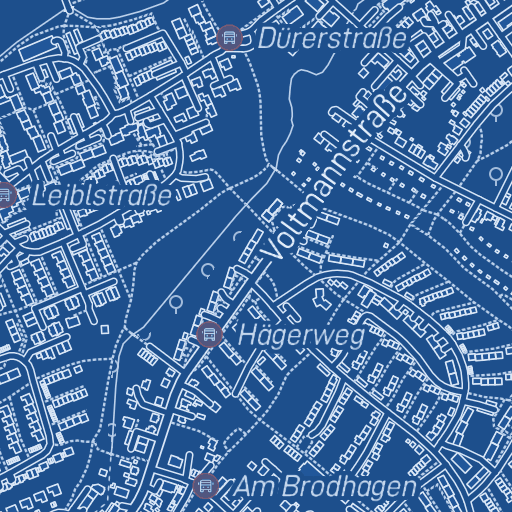 Dürerstraße
Voltmannstraße
Leiblstraße
Hägerweg
Am Brodhagen